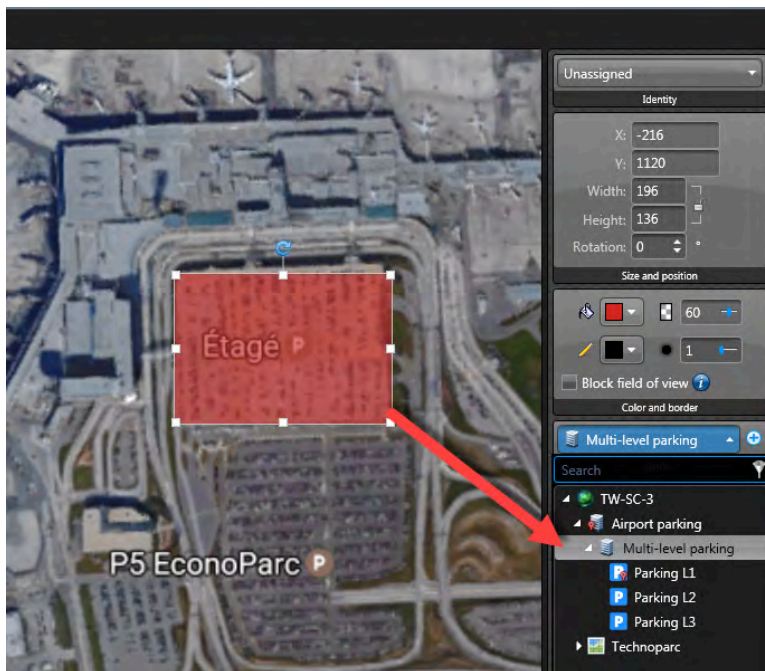 Étagé P
P5 EconoParc P
Unassigned
Identity
X: -216
Y: 1120
Width: 196
Height: 136
Rotation: 0 °
Size and position
60
1
Block field of view i
Color and border
Multi-level parking
Search
TW-SC-3
Airport parking
Multi-level parking
P Parking L1
P Parking L2
P Parking L3
Technoparc